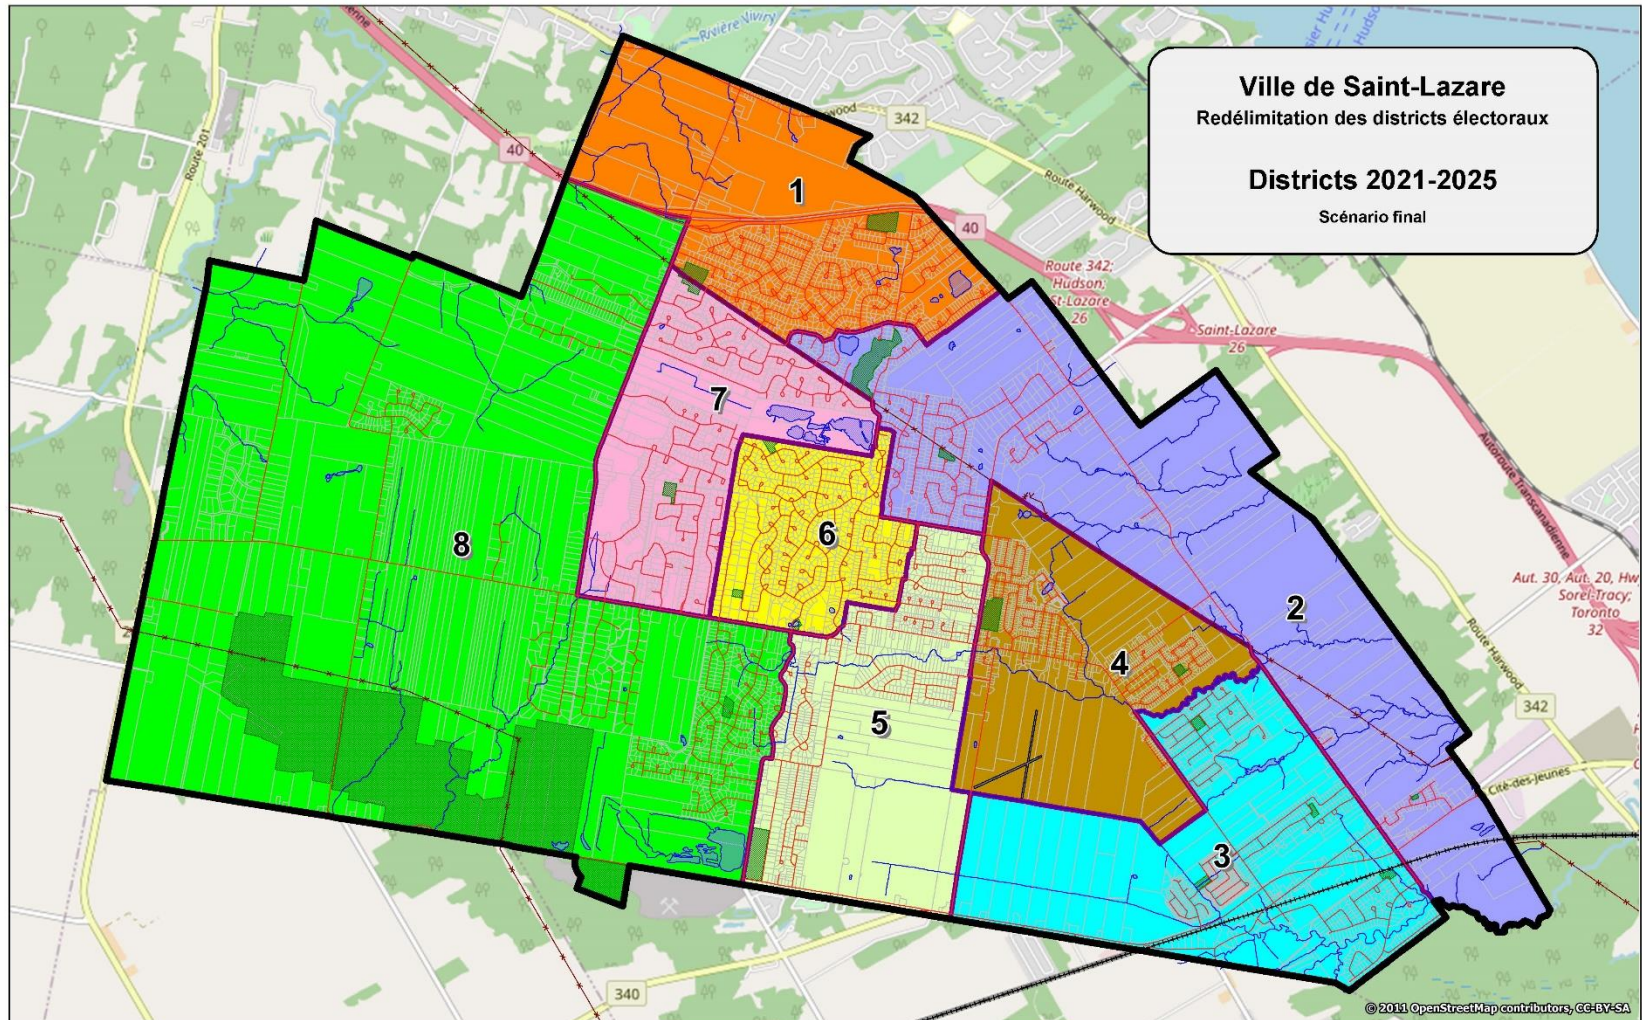 Ville de Saint-Lazare
Redélimitation des districts électoraux
Districts 2021-2025
Scénario final
Rivière Viviry
342
Route 201
40
Route Harwood
1
40
Route 342;
Hudson;
St-Lazare
26
Saint-Lazare
26
7
Autoroute Transcanadienne
6
8
Aut. 30, Aut. 20, Hw
Sorel-Tracy;
Toronto
32
2
4
Route Harwood
5
342
Cité-des-Jeunes
3
340
© 2011 OpenStreetMap contributors, CC-BY-SA